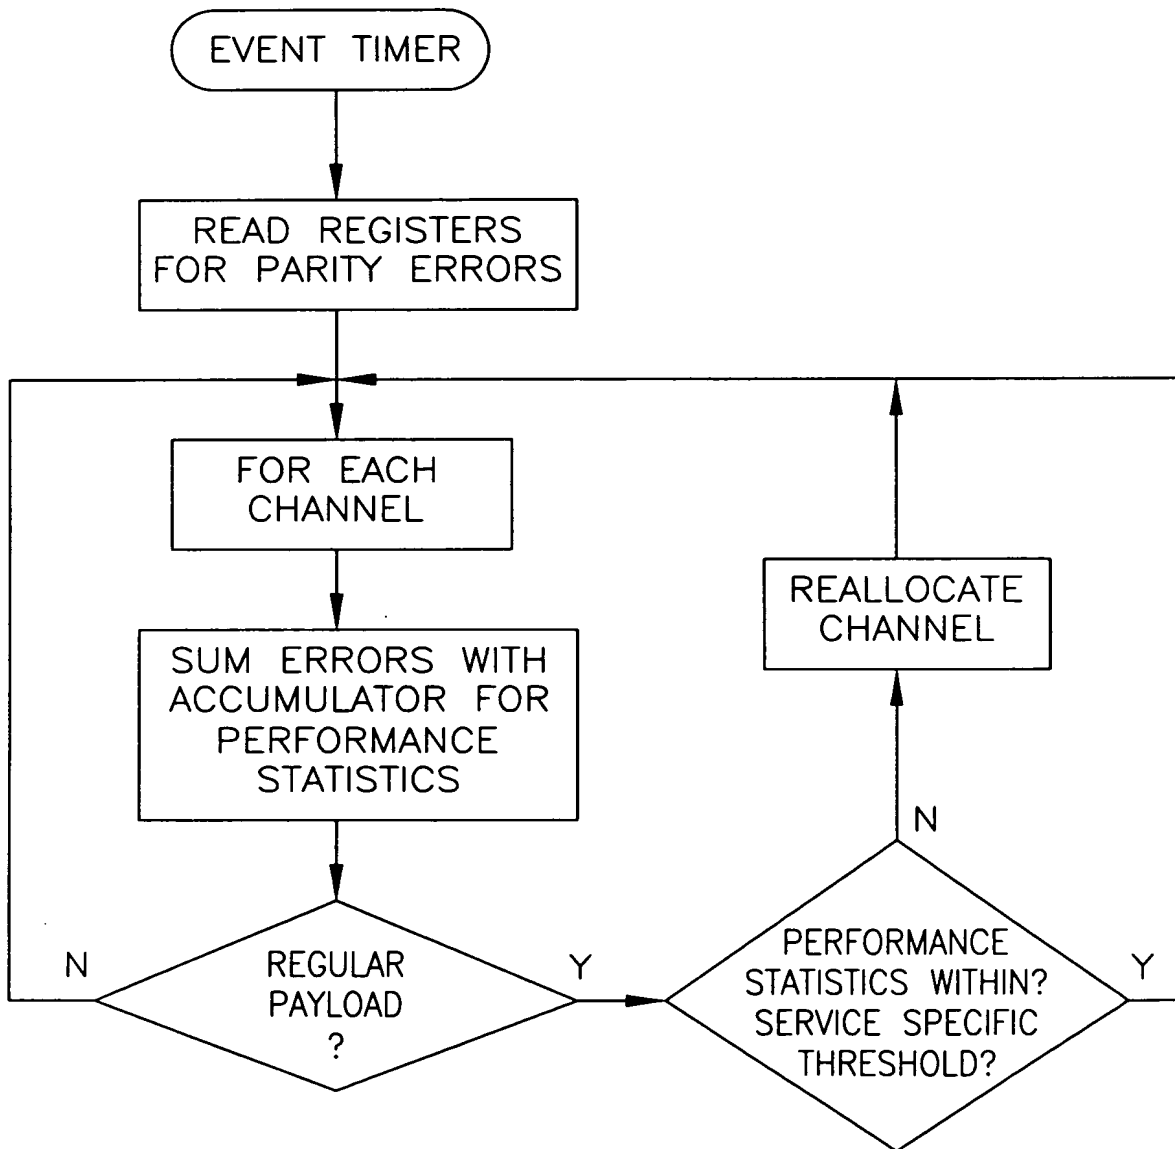 EVENT TIMER
READ REGISTERS
FOR PARITY ERRORS
FOR EACH
CHANNEL
SUM ERRORS WITH
ACCUMULATOR FOR
PERFORMANCE
STATISTICS
REGULAR
PAYLOAD
?
N
Y
PERFORMANCE
STATISTICS WITHIN?
SERVICE SPECIFIC
THRESHOLD?
N
Y
REALLOCATE
CHANNEL